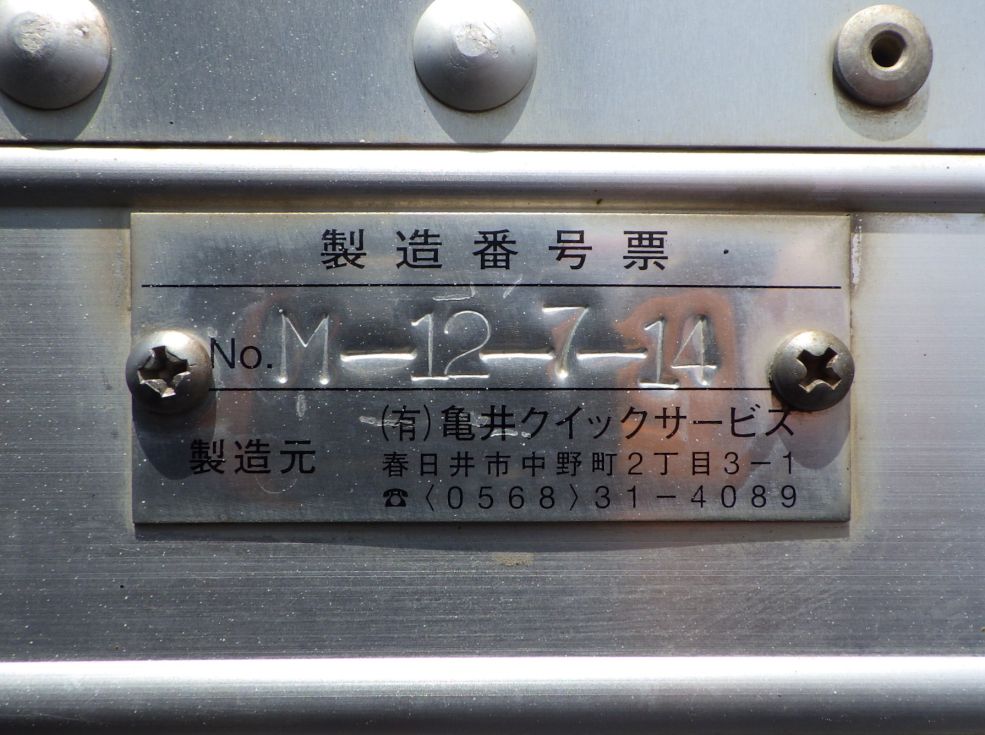 製造番号票
No. M-12-7-14
製造元
(有)亀井クイックサービス
春日井市中野町2丁目3-1
☎〈0568〉31-4089